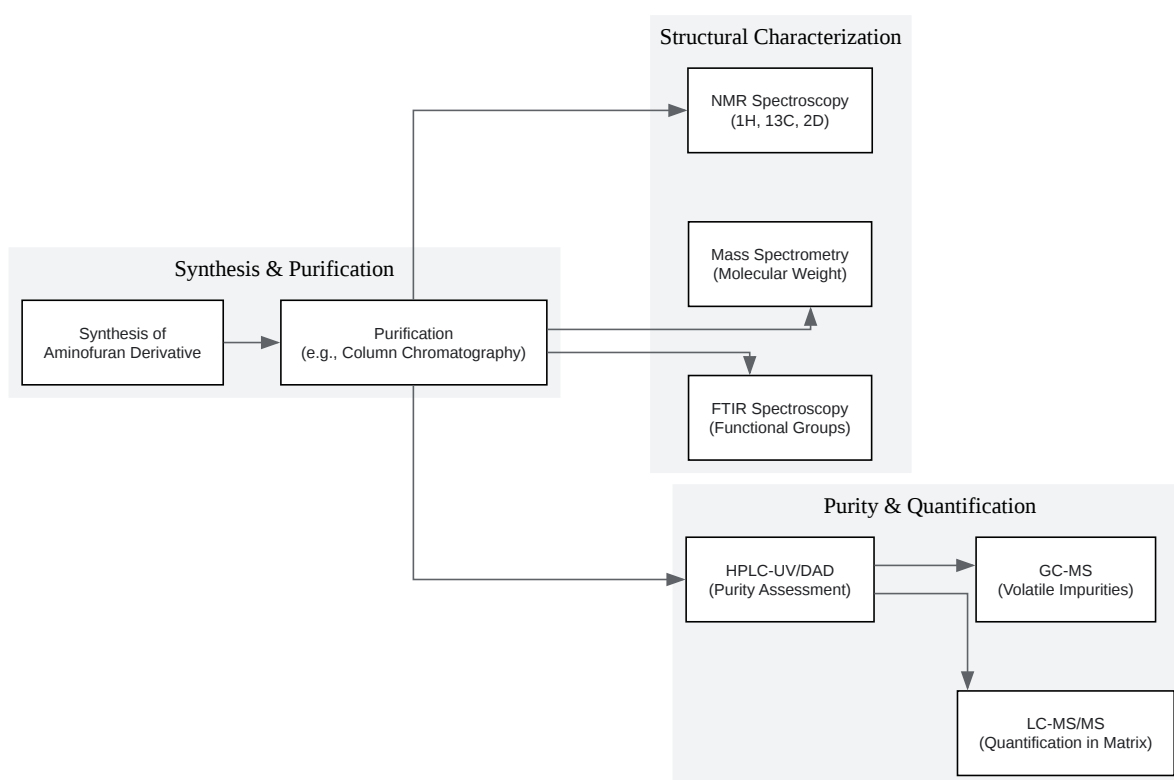 Structural Characterization
NMR Spectroscopy
(1H, 13C, 2D)
Mass Spectrometry
(Molecular Weight)
FTIR Spectroscopy
(Functional Groups)
Synthesis & Purification
Synthesis of
Aminofuran Derivative
Purification
(e.g., Column Chromatography)
Purity & Quantification
HPLC-UV/DAD
(Purity Assessment)
GC-MS
(Volatile Impurities)
LC-MS/MS
(Quantification in Matrix)